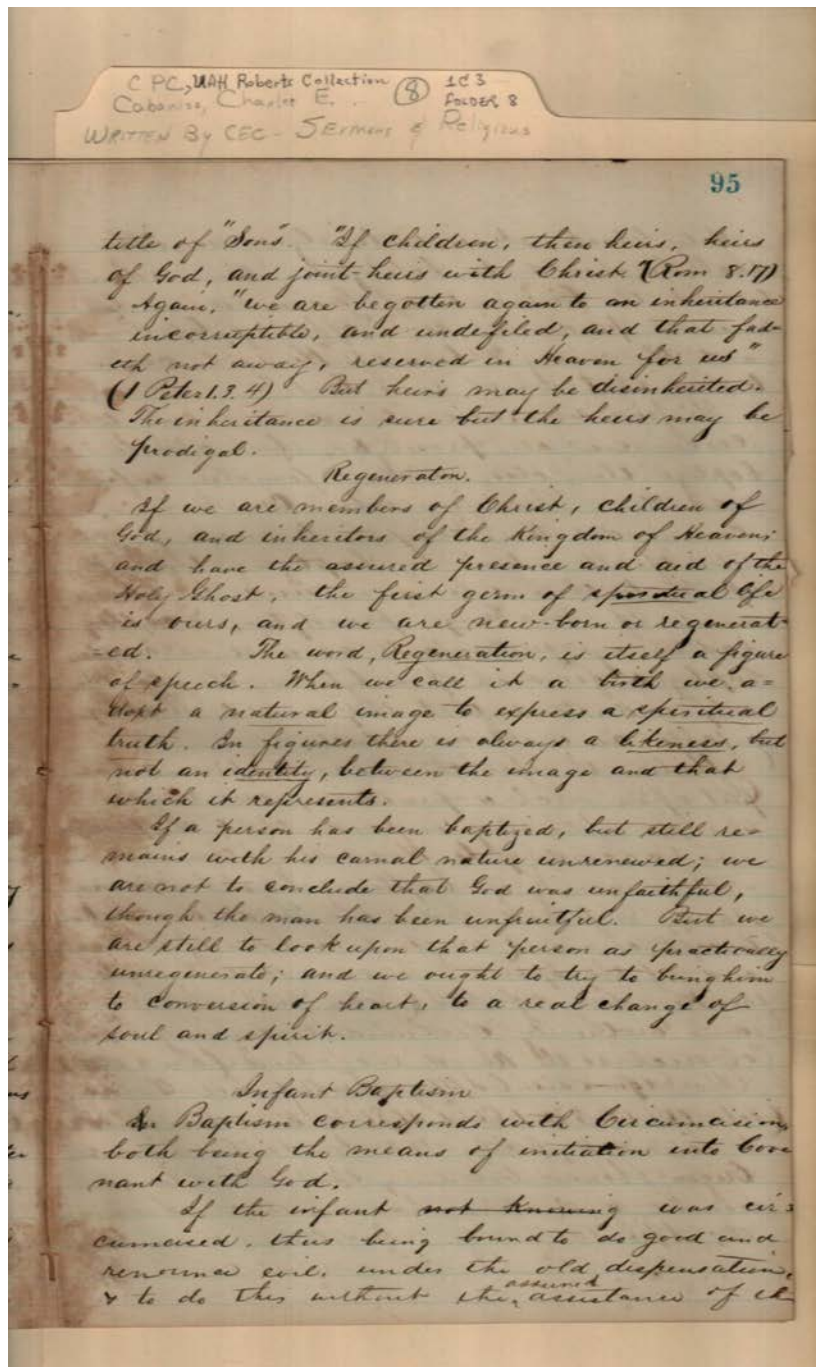 C PC, UAH Roberts Collection 8 1C3
Cabaniss, Charles E. FOLDER 8
WRITTEN BY CEC - SERMONS & Religious
95
title of "Sons". "If children, then heirs, heirs
of God, and joint-heirs with Christ." (Rom 8.17)
Again, "we are begotten again to an inheritance
incorruptible, and undefiled, and that fad-
eth not away, reserved in Heaven for us"
(1 Peter 1.3.4) But heirs may be disinherited.
The inheritance is sure but the heirs may be
prodigal.
Regeneraton.
If we are members of Christ, children of
God, and inheritors of the Kingdom of Heaven;
and have the assured presence and aid of the
Holy Ghost, the first germ of spiritual life
is ours, and we are new-born or regenerat-
-ed. The word, Regeneration, is itself a figure
of speech. When we call it a birth we a=
dopt a natural image to express a spiritual
truth. In figures there is always a likeness, but
not an identity, between the image and that
which it represents.
If a person has been baptized, but still re-
mains with his carnal nature unrenewed; we
are not to conclude that God was unfaithful,
though the man has been unfruitful. But we
are still to look upon that person as practically
unregenerate; and we ought to try to bring him
to conversion of heart, to a real change of
soul and spirit.
Infant Baptism
In Baptism corresponds with Circumcision,
both being the means of initiation into Cove
nant with God.
If the infant not knowing was cir=
cumcised, thus being bound to do good and
renounce evil, under the old dispensation,
& to do this without the assured assistance of the